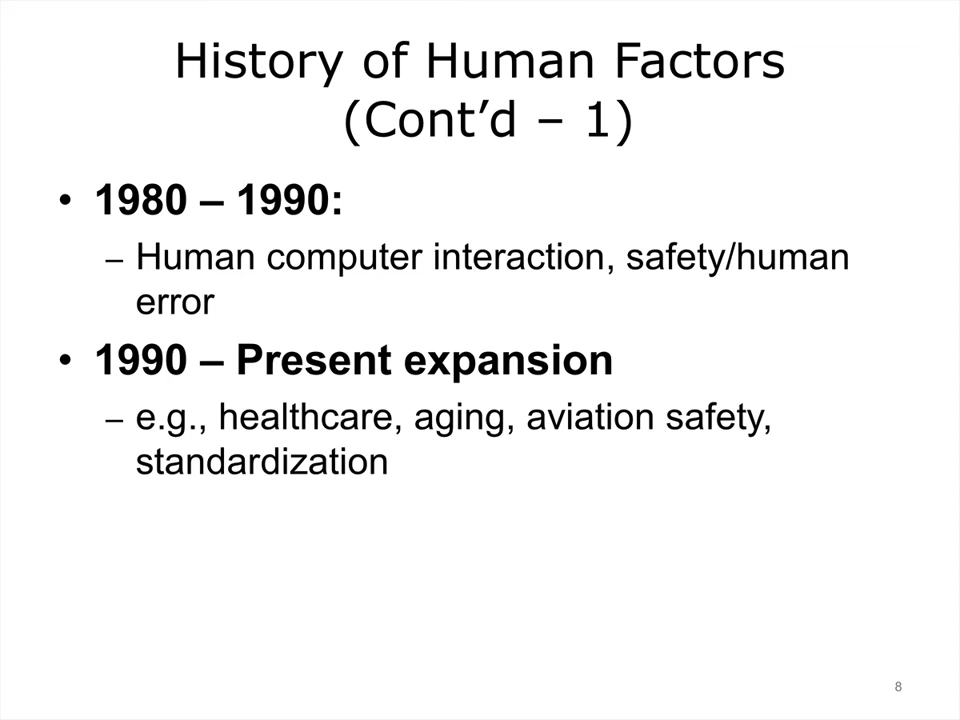 History of Human Factors
(Cont’d – 1)
• 1980 – 1990:
– Human computer interaction, safety/human
error
• 1990 – Present expansion
– e.g., healthcare, aging, aviation safety,
standardization
8